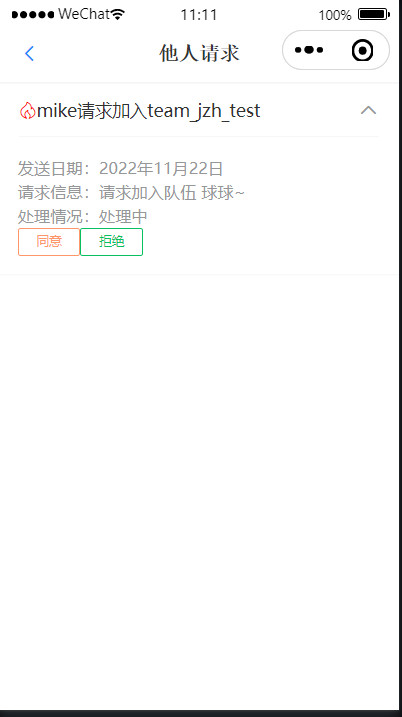 WeChat 11:11 100%
他人请求
mike请求加入team_jzh_test
发送日期：2022年11月22日
请求信息：请求加入队伍 球球~
处理情况：处理中
同意 拒绝